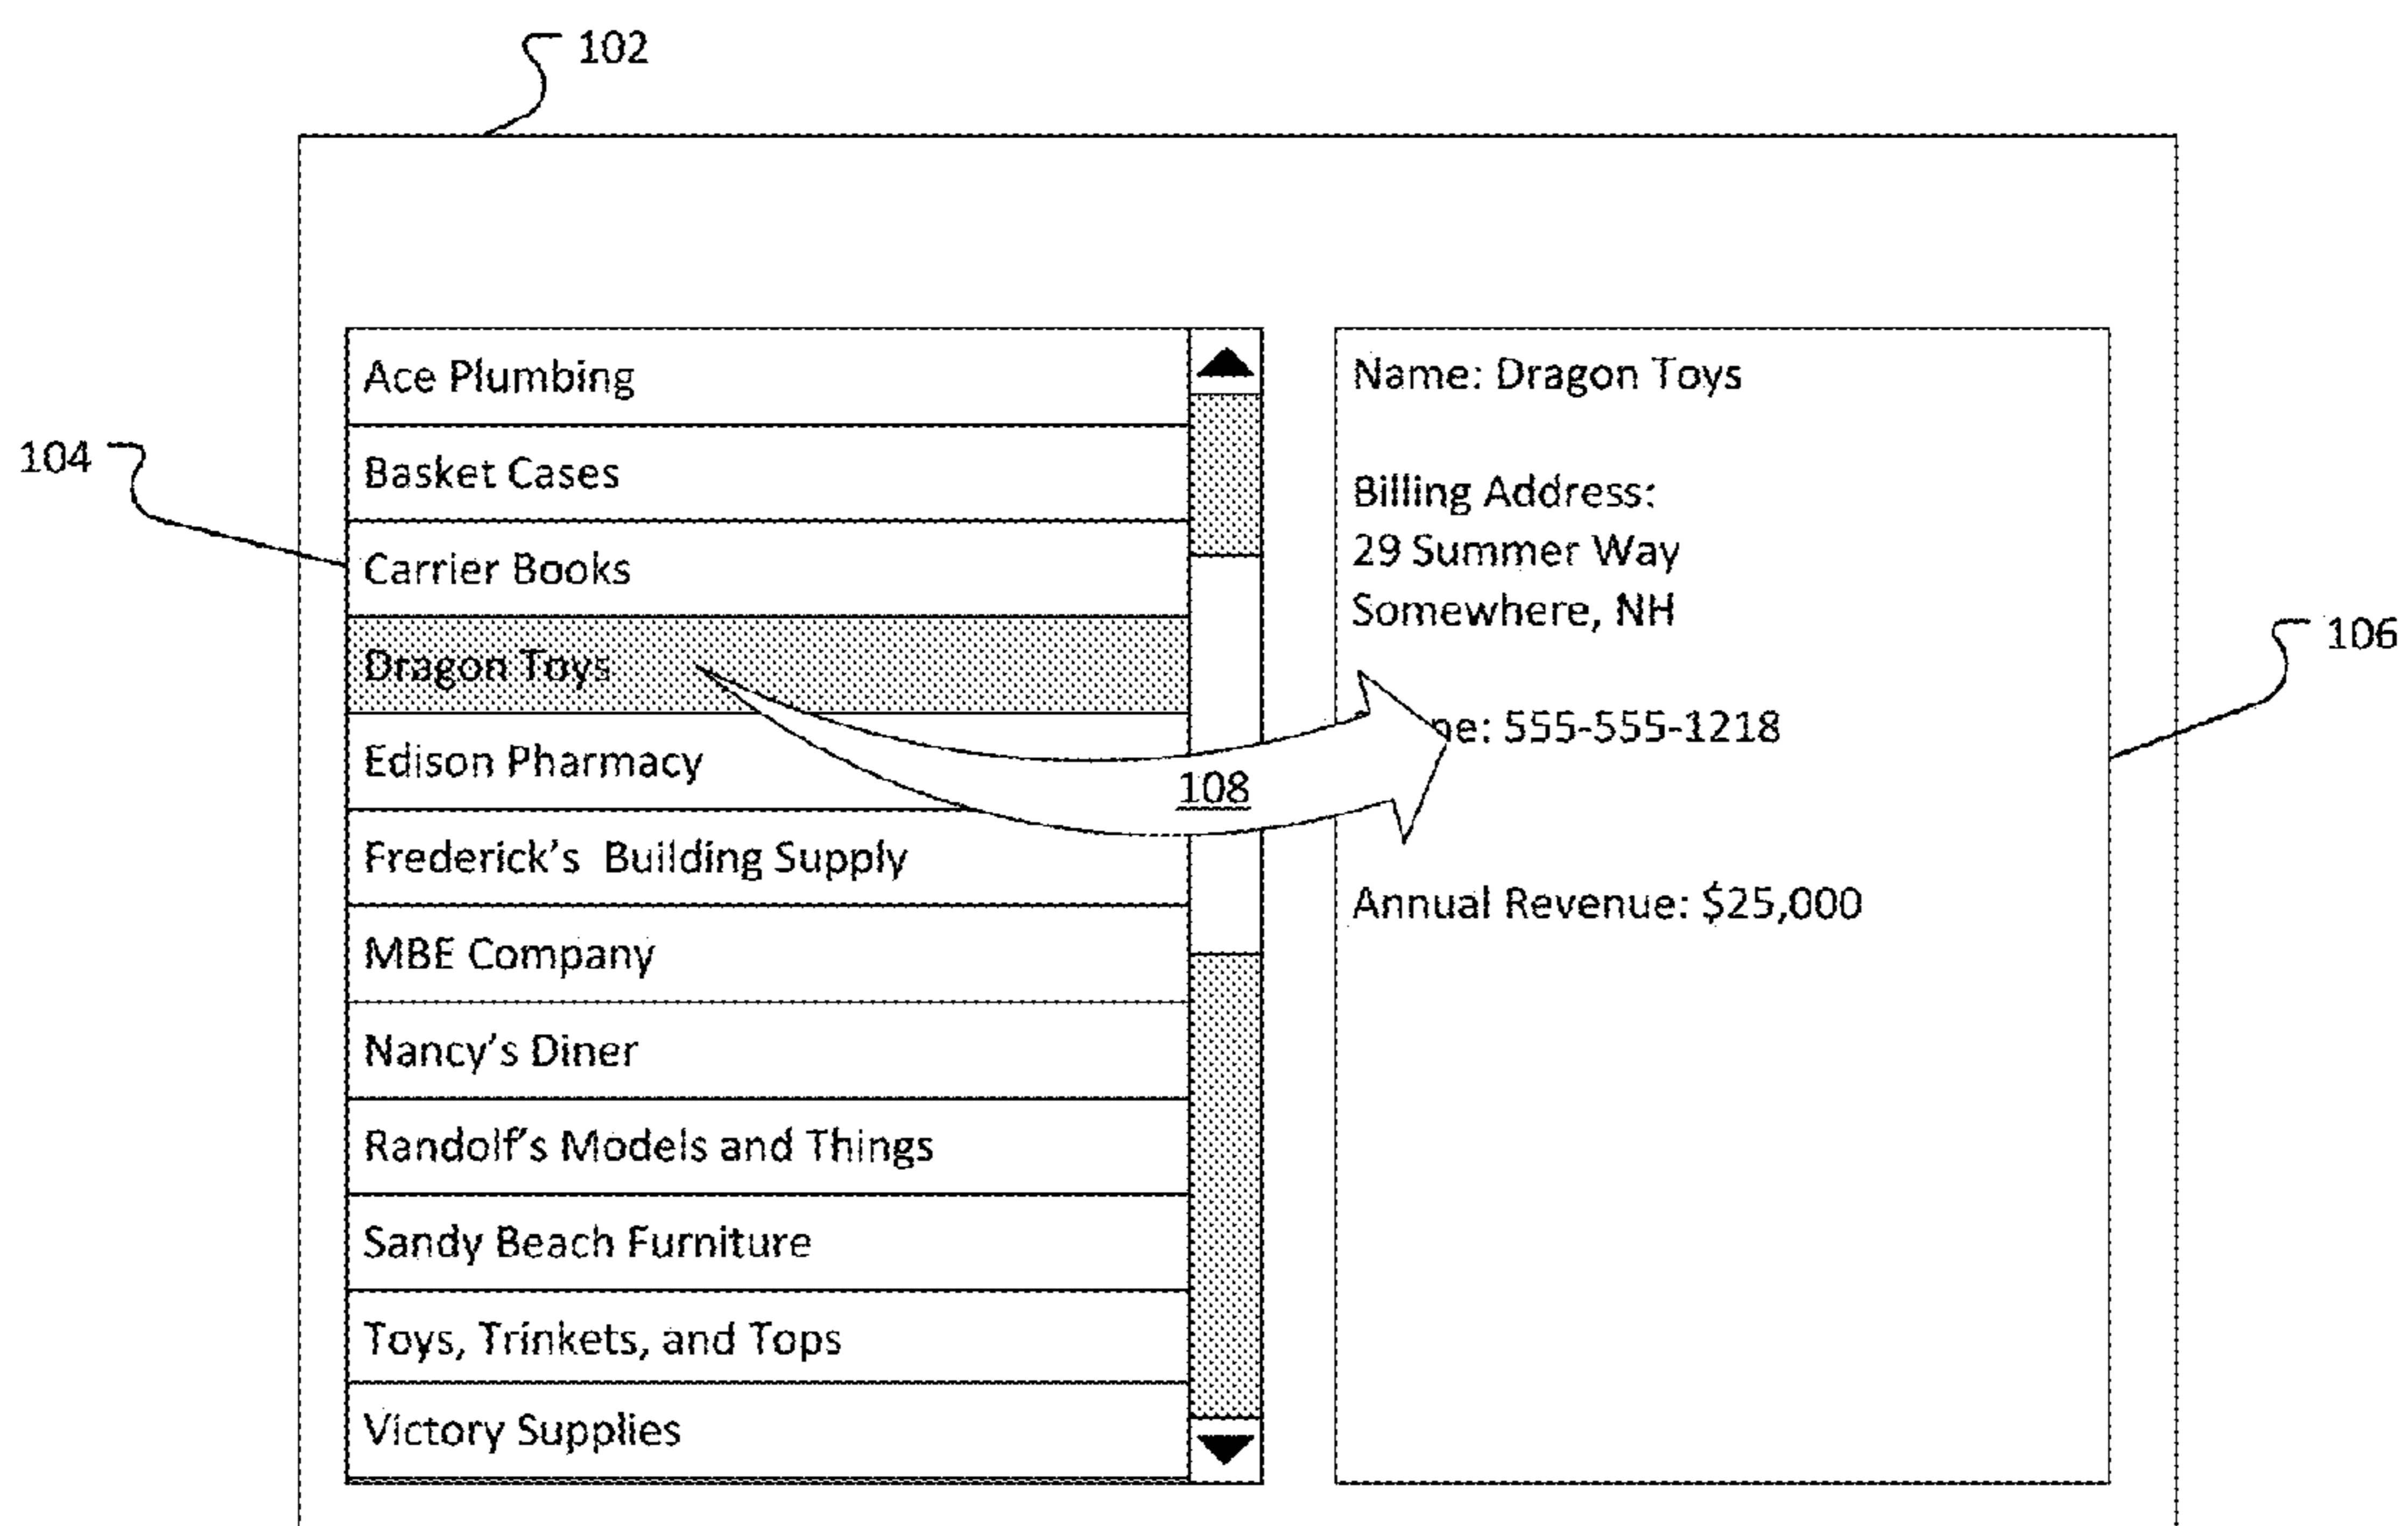 102
104
Ace Plumbing
Basket Cases
Carrier Books
Dragon Toys
Edison Pharmacy
Frederick's Building Supply
MBE Company
Nancy's Diner
Randolf's Models and Things
Sandy Beach Furniture
Toys, Trinkets, and Tops
Victory Supplies
108
Name: Dragon Toys
Billing Address:
29 Summer Way
Somewhere, NH
555-555-1218
Annual Revenue: $25,000
106